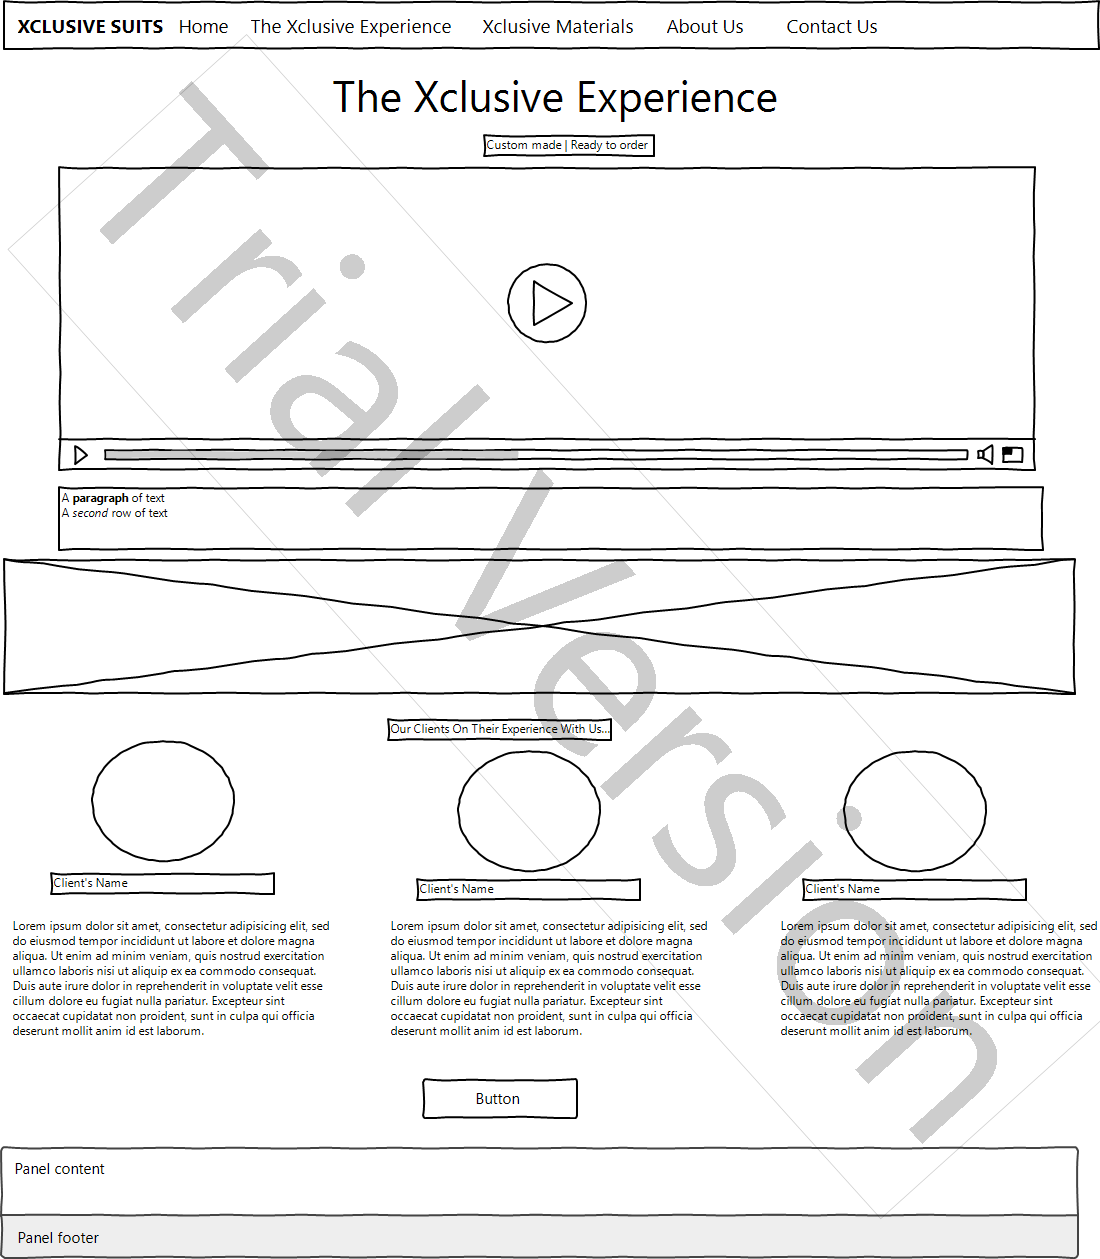 XCLUSIVE SUITS Home The Xclusive Experience Xclusive Materials About Us Contact Us
The Xclusive Experience
Custom made | Ready to order
A paragraph of text
A second row of text
Our Clients On Their Experience With Us...
Client's Name
Client's Name
Client's Name
Lorem ipsum dolor sit amet, consectetur adipisicing elit, sed
do eiusmod tempor incididunt ut labore et dolore magna
aliqua. Ut enim ad minim veniam, quis nostrud exercitation
ullamco laboris nisi ut aliquip ex ea commodo consequat.
Duis aute irure dolor in reprehenderit in voluptate velit esse
cillum dolore eu fugiat nulla pariatur. Excepteur sint
occaecat cupidatat non proident, sunt in culpa qui officia
deserunt mollit anim id est laborum.
Lorem ipsum dolor sit amet, consectetur adipisicing elit, sed
do eiusmod tempor incididunt ut labore et dolore magna
aliqua. Ut enim ad minim veniam, quis nostrud exercitation
ullamco laboris nisi ut aliquip ex ea commodo consequat.
Duis aute irure dolor in reprehenderit in voluptate velit esse
cillum dolore eu fugiat nulla pariatur. Excepteur sint
occaecat cupidatat non proident, sunt in culpa qui officia
deserunt mollit anim id est laborum.
Lorem ipsum dolor sit amet, consectetur adipisicing elit, sed
do eiusmod tempor incididunt ut labore et dolore magna
aliqua. Ut enim ad minim veniam, quis nostrud exercitation
ullamco laboris nisi ut aliquip ex ea commodo consequat.
Duis aute irure dolor in reprehenderit in voluptate velit esse
cillum dolore eu fugiat nulla pariatur. Excepteur sint
occaecat cupidatat non proident, sunt in culpa qui officia
deserunt mollit anim id est laborum.
Button
Panel content
Panel footer
Trial Version